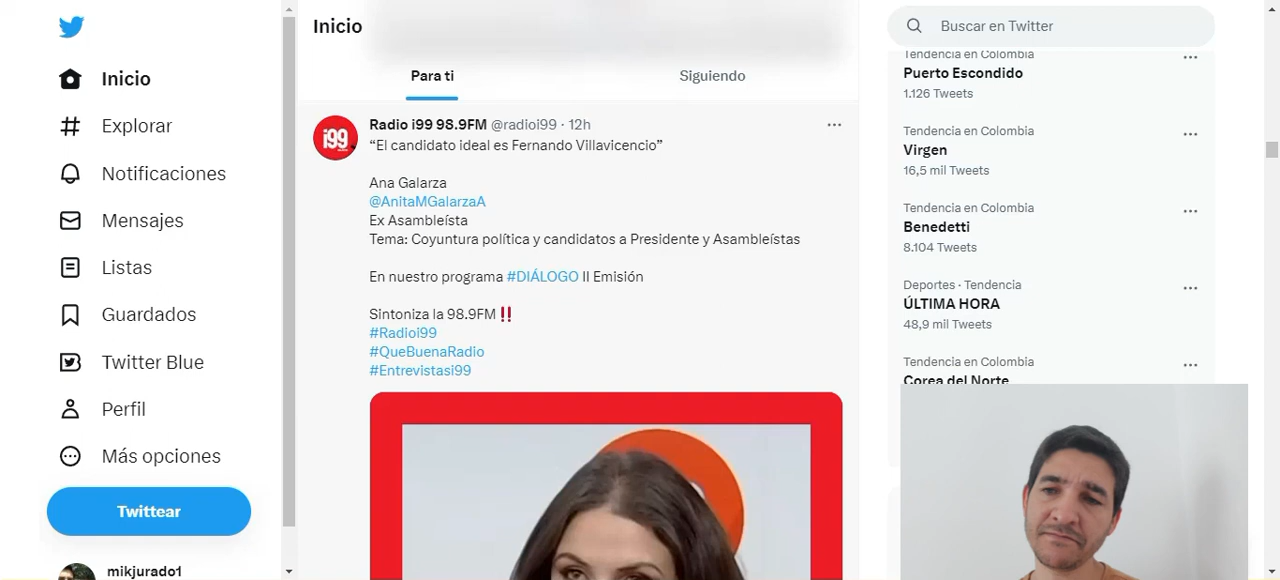 Inicio
Explorar
Notificaciones
Mensajes
Listas
Guardados
Twitter Blue
Perfil
Más opciones
Twittear
mikjurado1
Inicio
Para ti
Siguiendo
i99
Radio i99 98.9FM @radioi99 · 12h
“El candidato ideal es Fernando Villavicencio”
Ana Galarza
@AnitaMGalarzaA
Ex Asambleísta
Tema: Coyuntura política y candidatos a Presidente y Asambleístas
En nuestro programa #DIÁLOGO II Emisión
Sintoniza la 98.9FM ‼️
#Radioi99
#QueBuenaRadio
#Entrevistasi99
Buscar en Twitter
Tendencia en Colombia
Puerto Escondido
1.126 Tweets
Tendencia en Colombia
Virgen
16,5 mil Tweets
Tendencia en Colombia
Benedetti
8.104 Tweets
Deportes · Tendencia
ÚLTIMA HORA
48,9 mil Tweets
Tendencia en Colombia
Corea del Norte